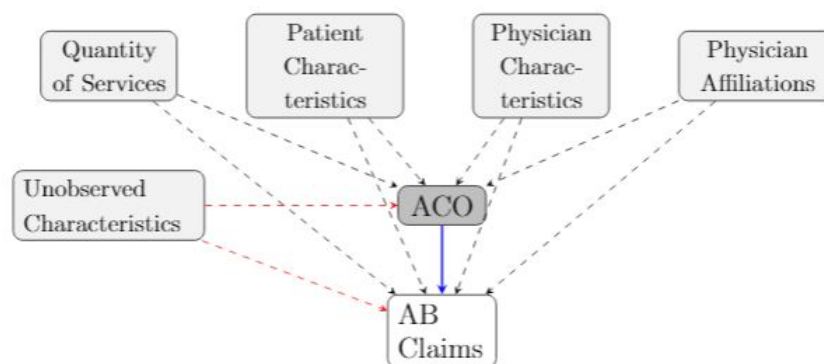 Quantity
of Services
Patient
Charac-
teristics
Physician
Charac-
teristics
Physician
Affiliations
Unobserved
Characteristics
ACO
AB
Claims